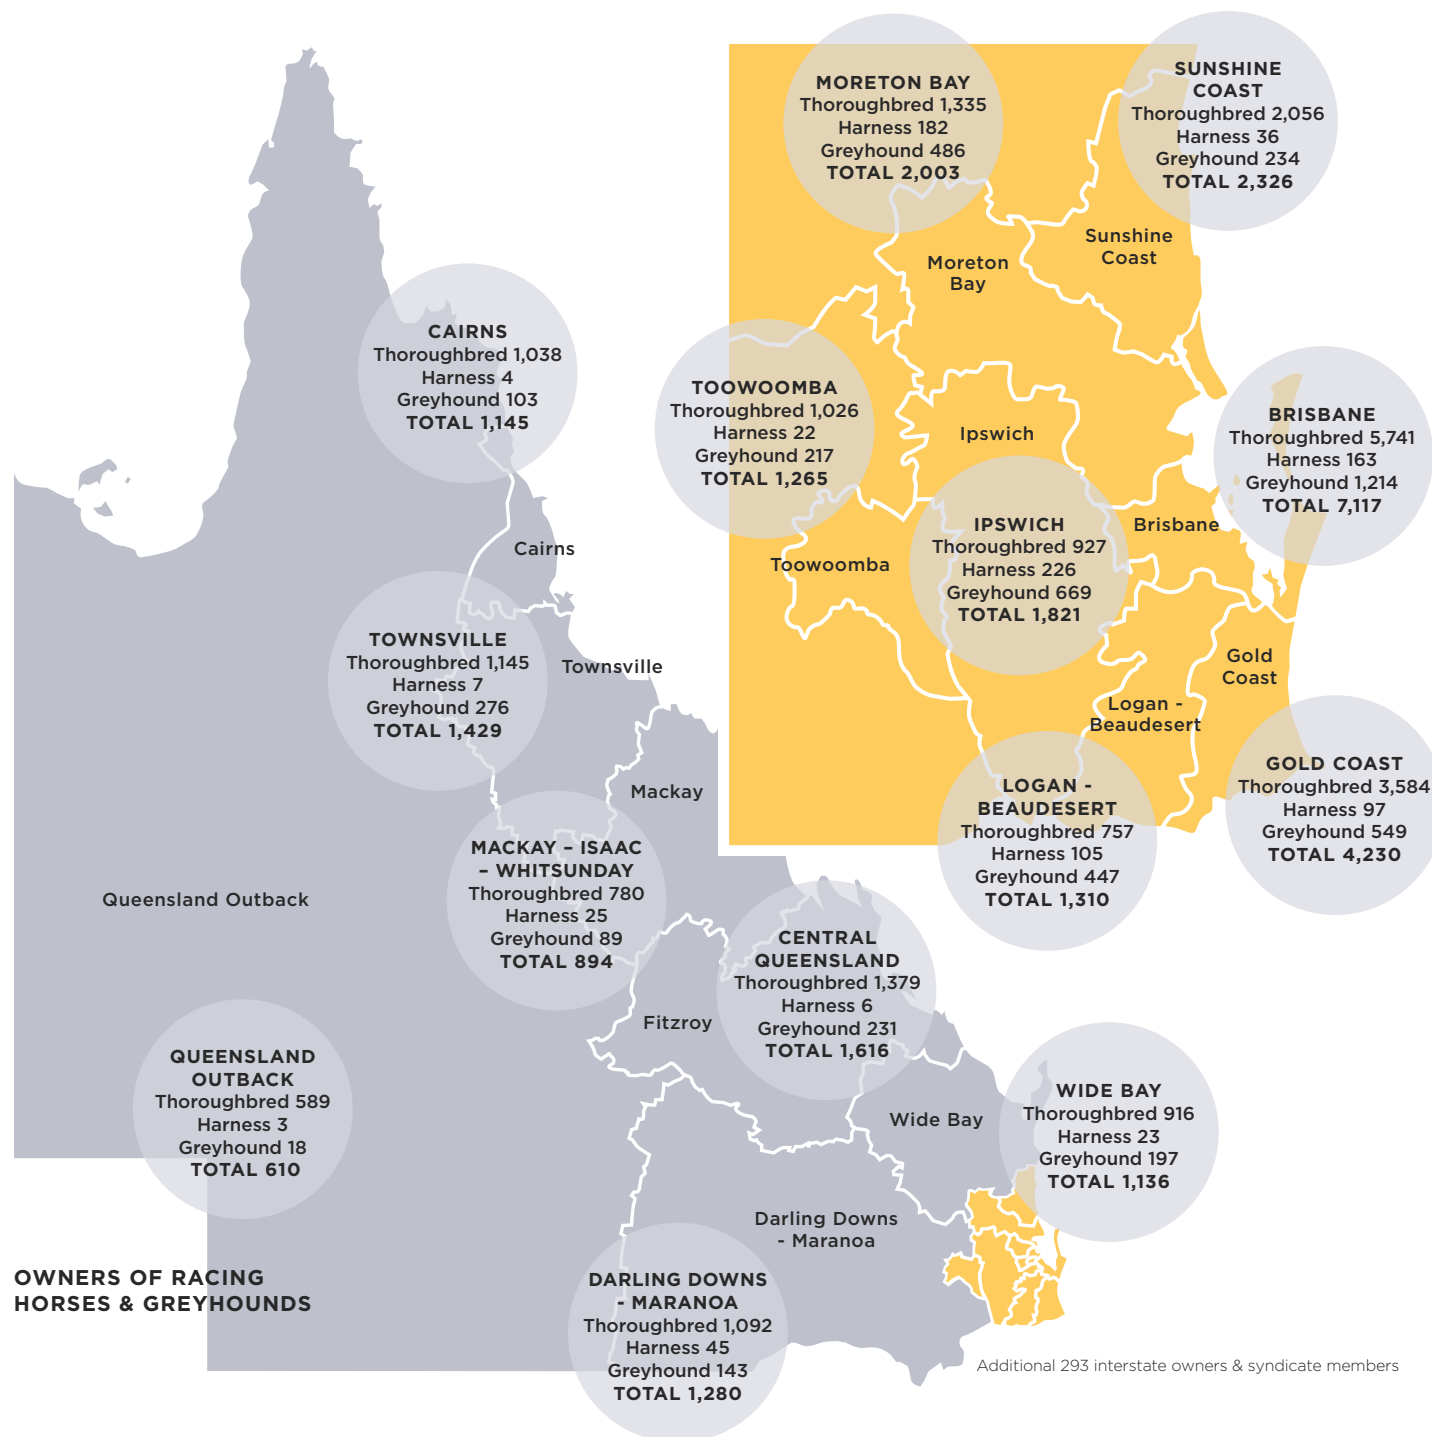 MORETON BAY
Thoroughbred 1,335
Harness 182
Greyhound 486
TOTAL 2,003
SUNSHINE
COAST
Thoroughbred 2,056
Harness 36
Greyhound 234
TOTAL 2,326
Sunshine
Coast
Moreton
Bay
CAIRNS
Thoroughbred 1,038
Harness 4
Greyhound 103
TOTAL 1,145
TOOWOOMBA
Thoroughbred 1,026
Harness 22
Greyhound 217
TOTAL 1,265
Ipswich
BRISBANE
Thoroughbred 5,741
Harness 163
Greyhound 1,214
TOTAL 7,117
Cairns
Toowoomba
IPSWICH
Thoroughbred 927
Harness 226
Greyhound 669
TOTAL 1,821
Brisbane
TOWNSVILLE
Thoroughbred 1,145
Harness 7
Greyhound 276
TOTAL 1,429
Townsville
Gold
Coast
Logan -
Beaudesert
Mackay
LOGAN -
BEAUDESERT
Thoroughbred 757
Harness 105
Greyhound 447
TOTAL 1,310
GOLD COAST
Thoroughbred 3,584
Harness 97
Greyhound 549
TOTAL 4,230
MACKAY – ISAAC
– WHITSUNDAY
Thoroughbred 780
Harness 25
Greyhound 89
TOTAL 894
Queensland Outback
CENTRAL
QUEENSLAND
Thoroughbred 1,379
Harness 6
Greyhound 231
TOTAL 1,616
Fitzroy
QUEENSLAND
OUTBACK
Thoroughbred 589
Harness 3
Greyhound 18
TOTAL 610
Wide Bay
WIDE BAY
Thoroughbred 916
Harness 23
Greyhound 197
TOTAL 1,136
Darling Downs
- Maranoa
OWNERS OF RACING
HORSES & GREYHOUNDS
DARLING DOWNS
- MARANOA
Thoroughbred 1,092
Harness 45
Greyhound 143
TOTAL 1,280
Additional 293 interstate owners & syndicate members